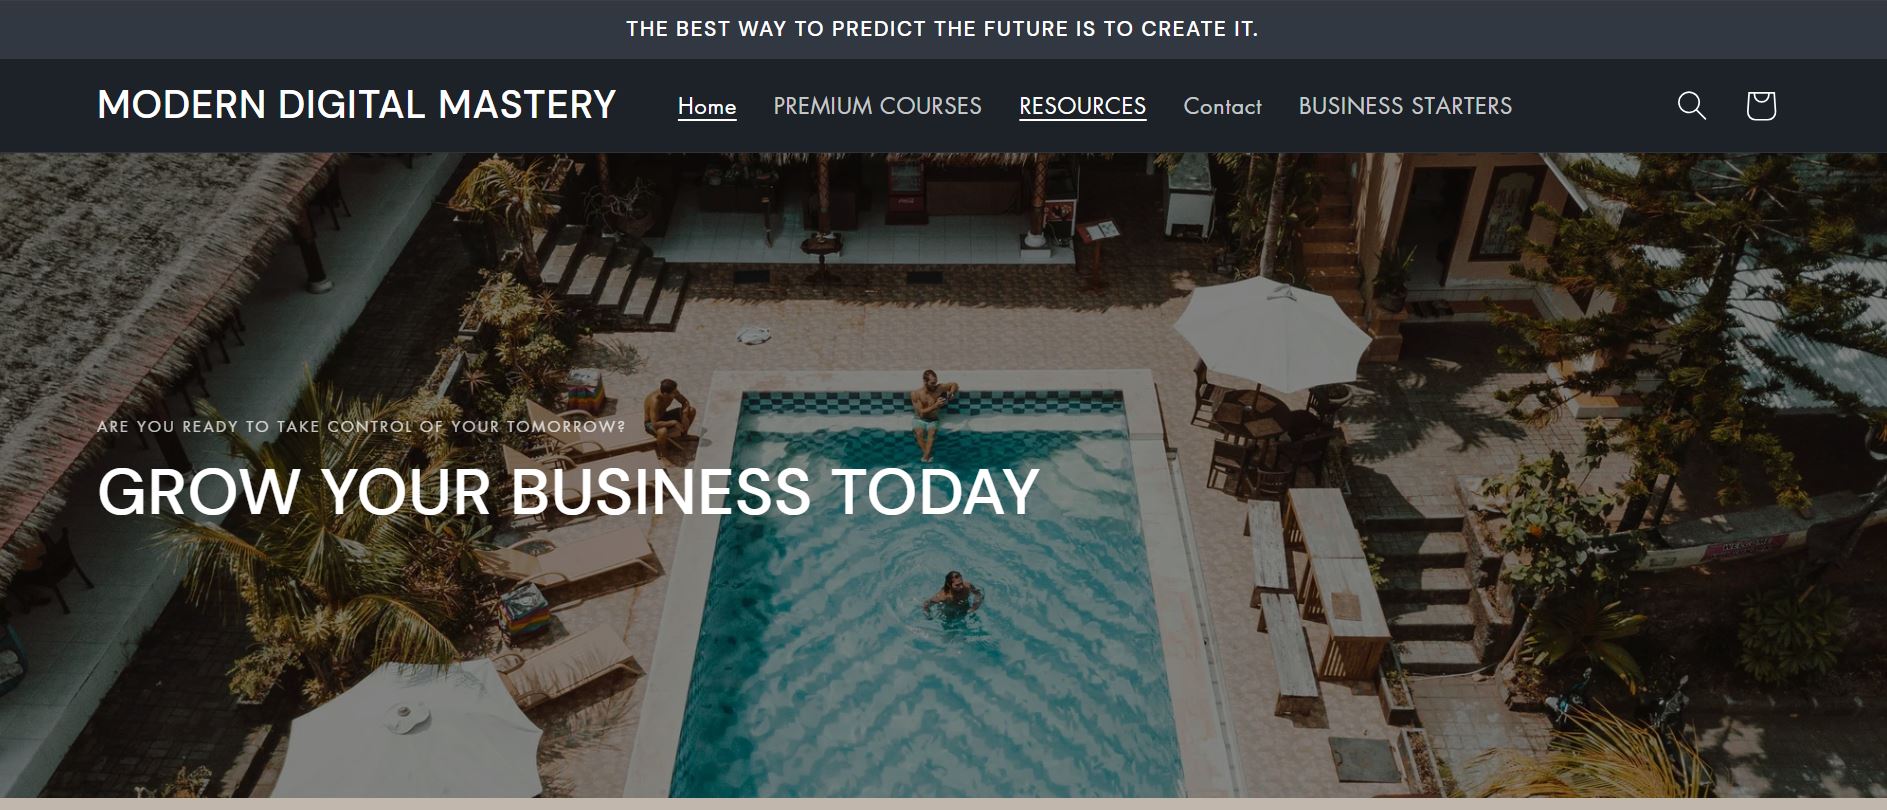 THE BEST WAY TO PREDICT THE FUTURE IS TO CREATE IT.
MODERN DIGITAL MASTERY
Home PREMIUM COURSES RESOURCES Contact BUSINESS STARTERS
ARE YOU READY TO TAKE CONTROL OF YOUR TOMORROW?
GROW YOUR BUSINESS TODAY